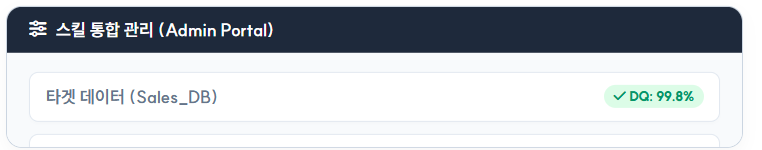 스킬 통합 관리 (Admin Portal)
타겟 데이터 (Sales_DB)
DQ: 99.8%